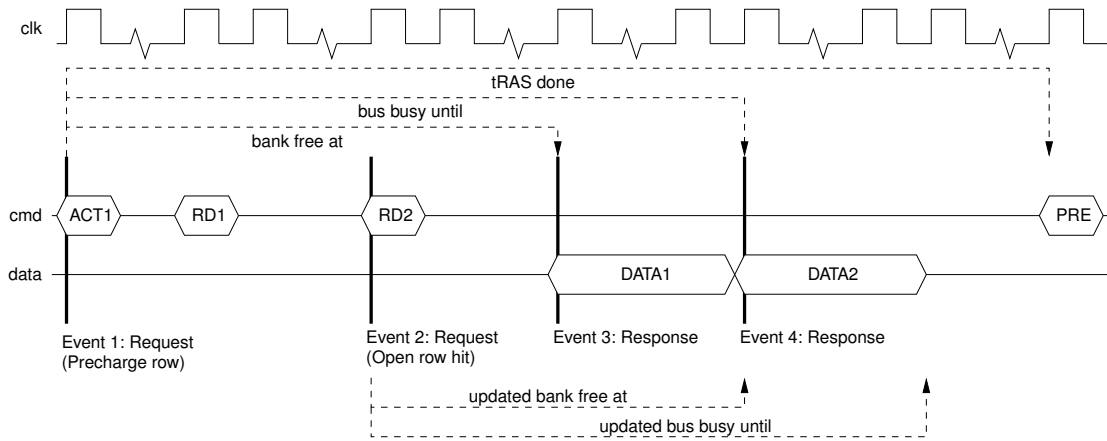 clk
tRAS done
bus busy until
bank free at
cmd
ACT1
RD1
RD2
PRE
data
DATA1
DATA2
Event 1: Request
(Precharge row)
Event 2: Request
(Open row hit)
Event 3: Response
Event 4: Response
updated bank free at
updated bus busy until